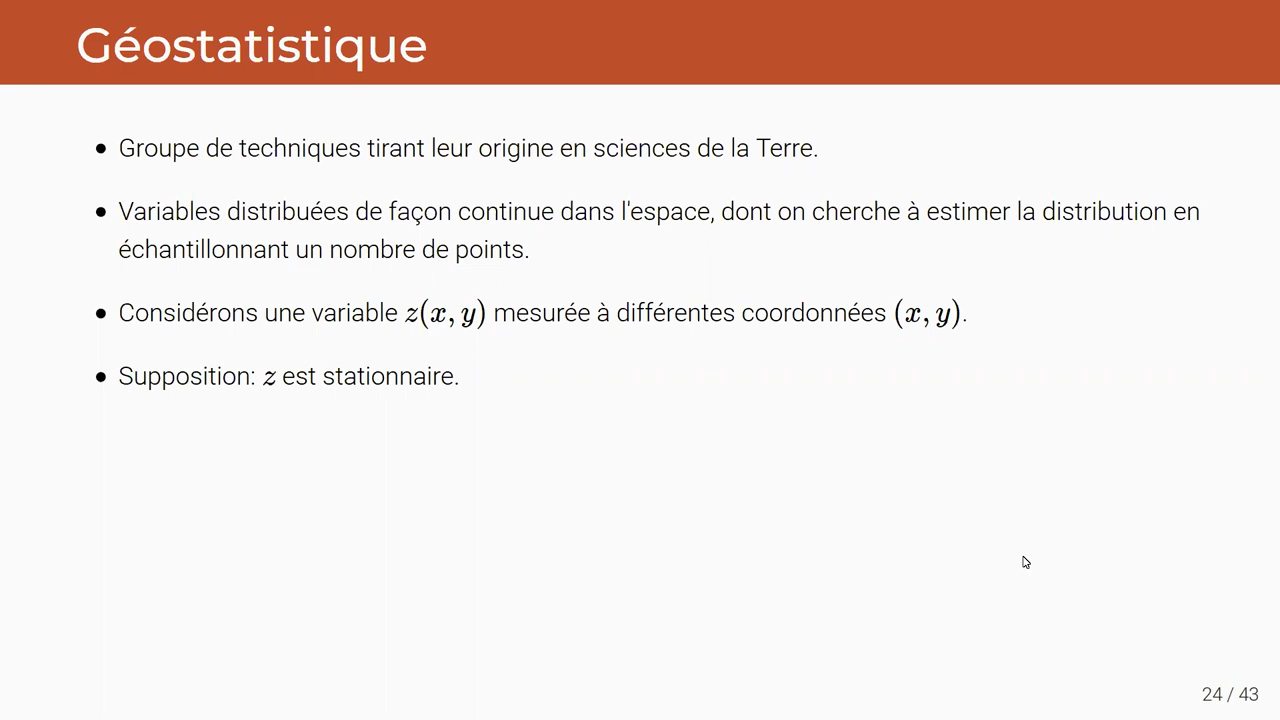 Géostatistique
• Groupe de techniques tirant leur origine en sciences de la Terre.
• Variables distribuées de façon continue dans l'espace, dont on cherche à estimer la distribution en
échantillonnant un nombre de points.
• Considérons une variable z(x, y) mesurée à différentes coordonnées (x, y).
• Supposition: z est stationnaire.
24 / 43